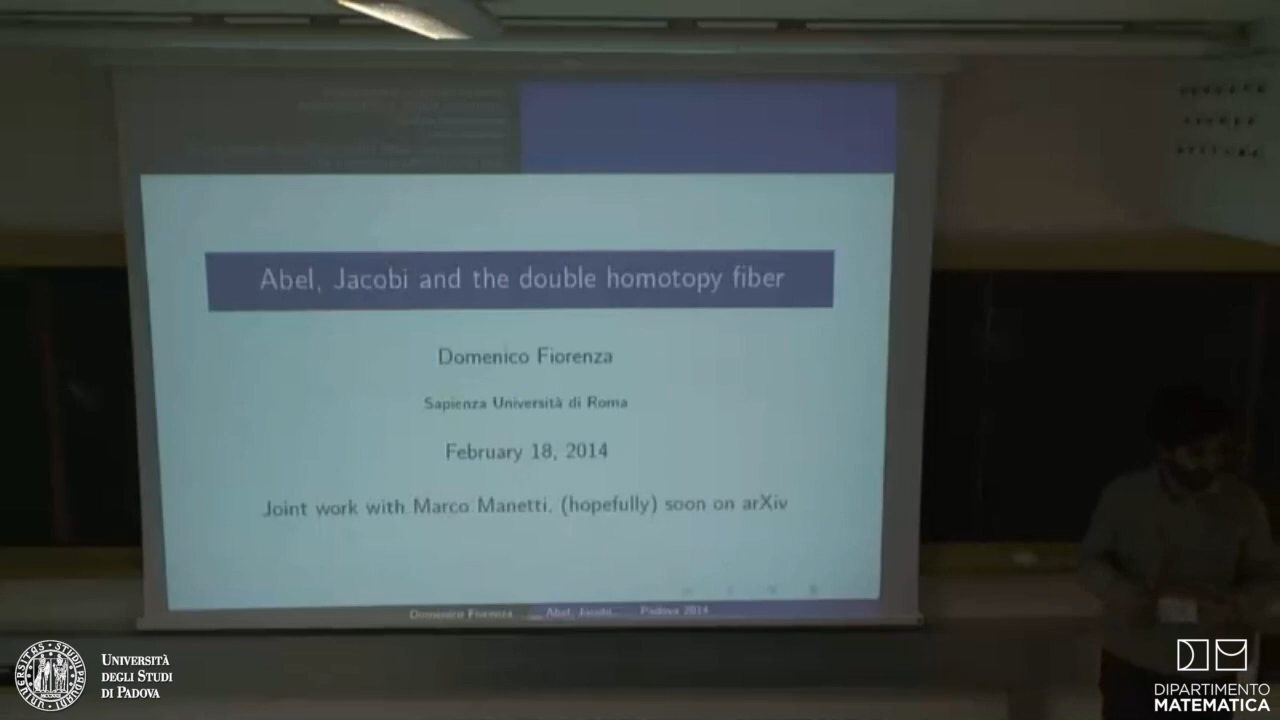 Abel, Jacobi and the double homotopy fiber
Domenico Fiorenza
Sapienza Università di Roma
February 18, 2014
Joint work with Marco Manetti, (hopefully) soon on arXiv
Domenico Fiorenza Abel, Jacobi... Padova 2014
UNIVERSITÀ
DEGLI STUDI
DI PADOVA
DIPARTIMENTO
MATEMATICA